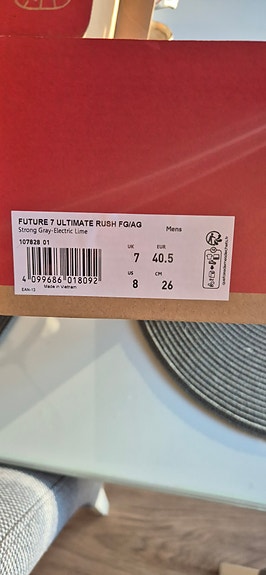 FUTURE 7 ULTIMATE RUSH FG/AG
Strong Gray-Electric Lime
Mens
107828 01
UK EUR
7 40.5
US CM
8 26
4 099686 018092
EAN-13
Made in Vietnam